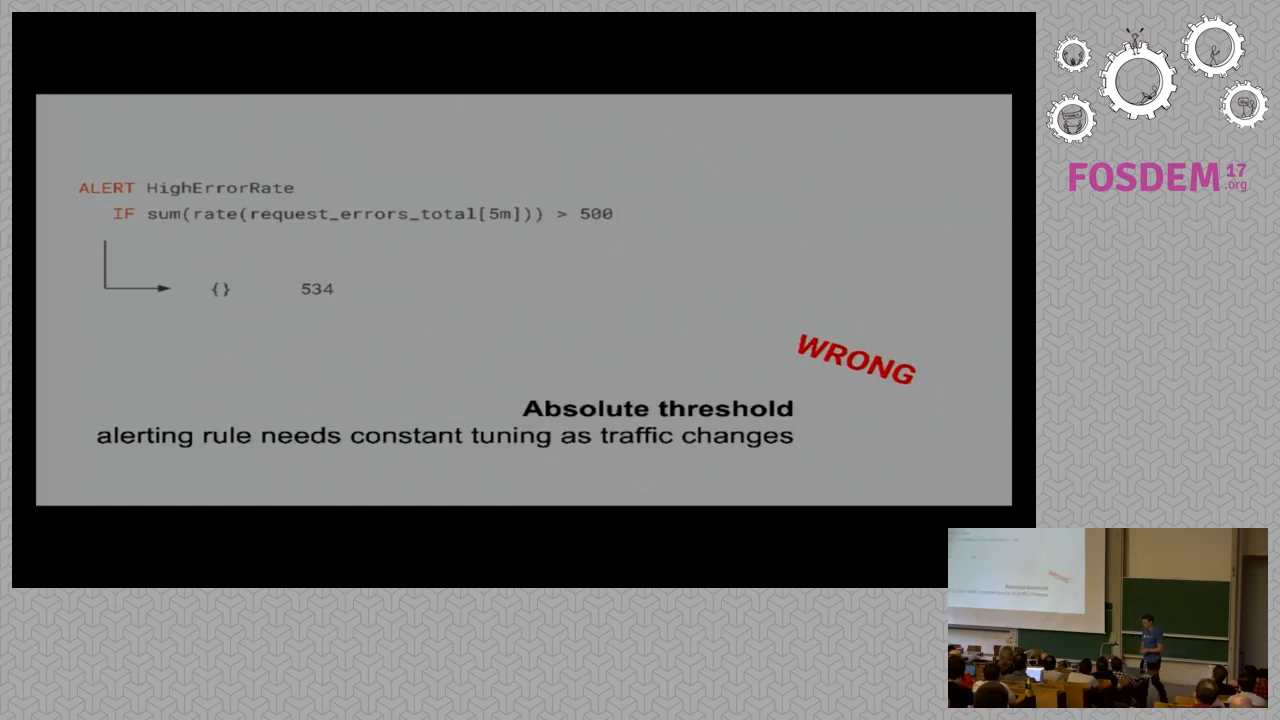 ALERT HighErrorRate
IF sum(rate(request_errors_total[5m])) > 500
{} 534
WRONG
Absolute threshold
alerting rule needs constant tuning as traffic changes
FOSDEM 17 .org